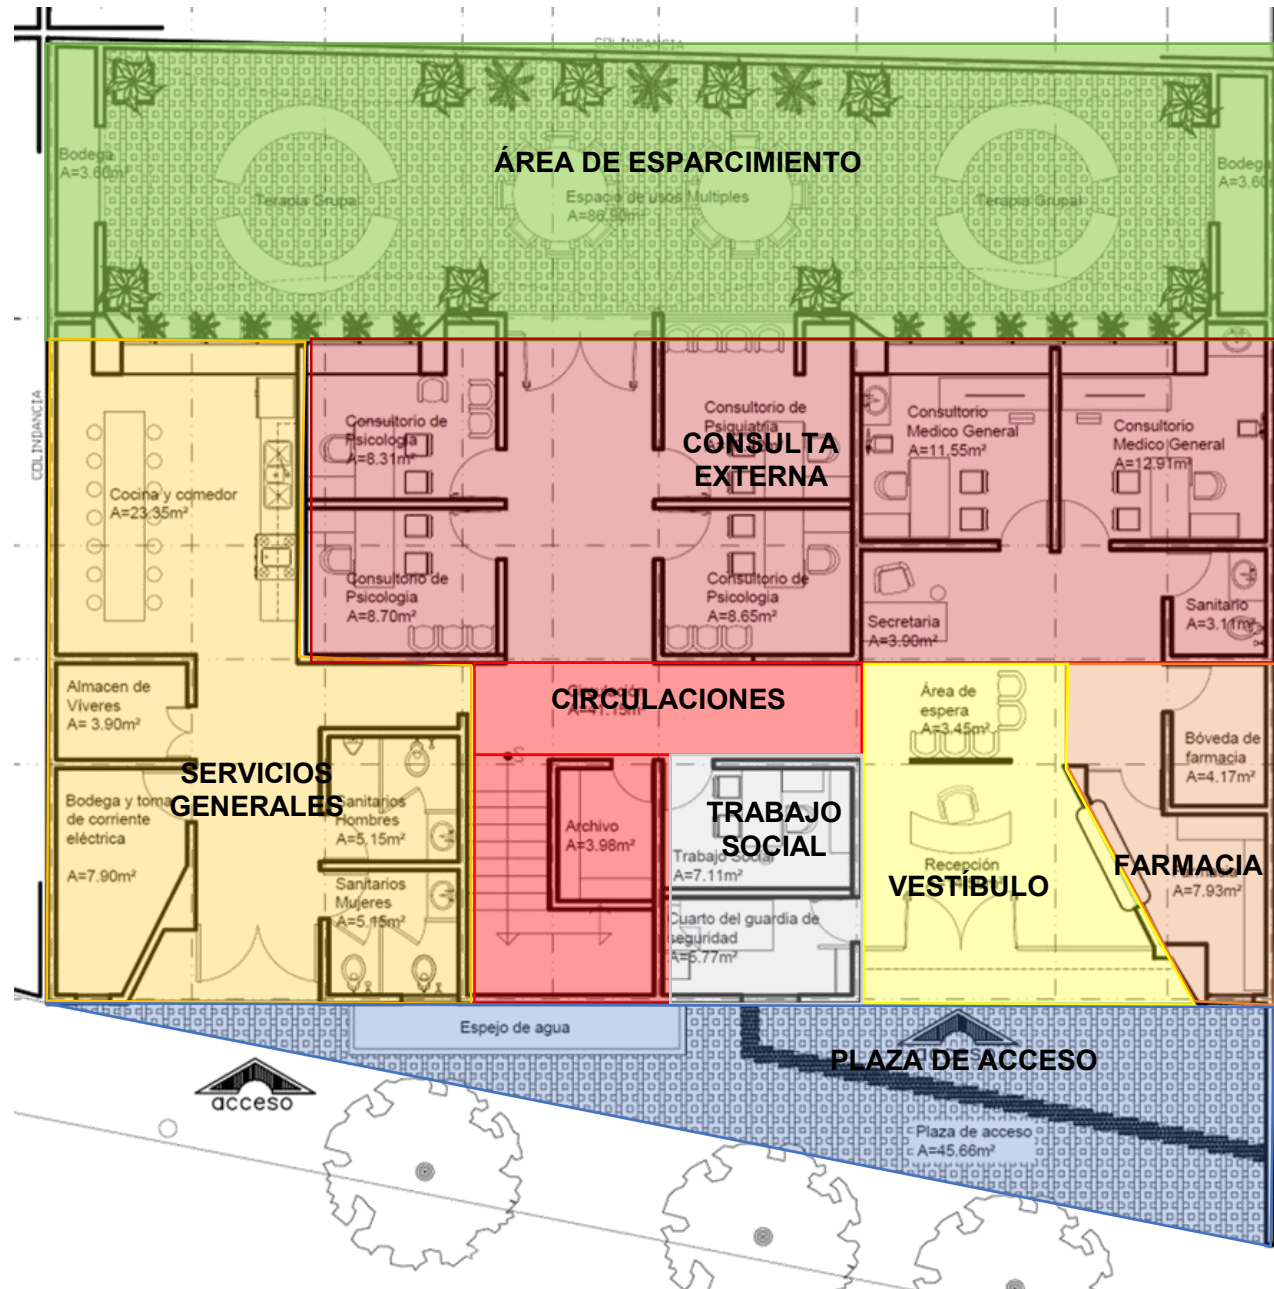 COLINDANCIA
ÁREA DE ESPARCIMIENTO
Bodega
A=3.60m²
Terapia Grupal
Espacio de usos Multiples
A=86.90m²
Terapia Grupal
Bodega
A=3.60
COLINDANCIA
Cocina y comedor
A=23.35m²
Consultorio de
Psicologia
A=8.31m²
Consultorio de
Psiquiatria
CONSULTA
EXTERNA
Consultorio
Medico General
A=11.55m²
Consultorio
Medico General
A=12.91m²
Consultorio de
Psicologia
A=8.70m²
Consultorio de
Psicologia
A=8.65m²
Secretaria
A=3.90m²
Sanitario
A=3.11m²
Almacen de
Viveres
A= 3.90m²
CIRCULACIONES
A=41.15m²
S
Área de
espera
A=3.45m²
Bóveda de
farmacia
A=4.17m²
SERVICIOS
GENERALES
Bodega y toma
de corriente
eléctrica
A=7.90m²
Sanitarios
Hombres
A=5.15m²
Sanitarios
Mujeres
A=5.15m²
Archivo
A=3.98m²
TRABAJO
SOCIAL
Trabajo Social
A=7.11m²
Cuarto del guardia de
seguridad
A=5.77m²
Recepción
VESTÍBULO
FARMACIA
A=7.93m²
Espejo de agua
PLAZA DE ACCESO
acceso
Plaza de acceso
A=45.66m²